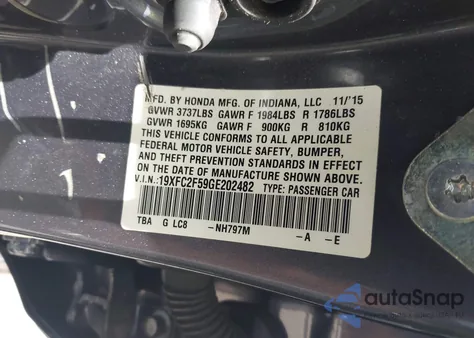 MFD. BY HONDA MFG. OF INDIANA, LLC 11/'15
GVWR 3737LBS GAWR F 1984LBS R 1786LBS
GVWR 1695KG GAWR F 900KG R 810KG
THIS VEHICLE CONFORMS TO ALL APPLICABLE
FEDERAL MOTOR VEHICLE SAFETY, BUMPER,
AND THEFT PREVENTION STANDARDS IN EFFECT
ON THE DATE OF MANUFACTURE SHOWN ABOVE.
V.I.N.:19XFC2F59GE202482 TYPE: PASSENGER CAR
TBA G LC8 -NH797M -A -E
autoSnap